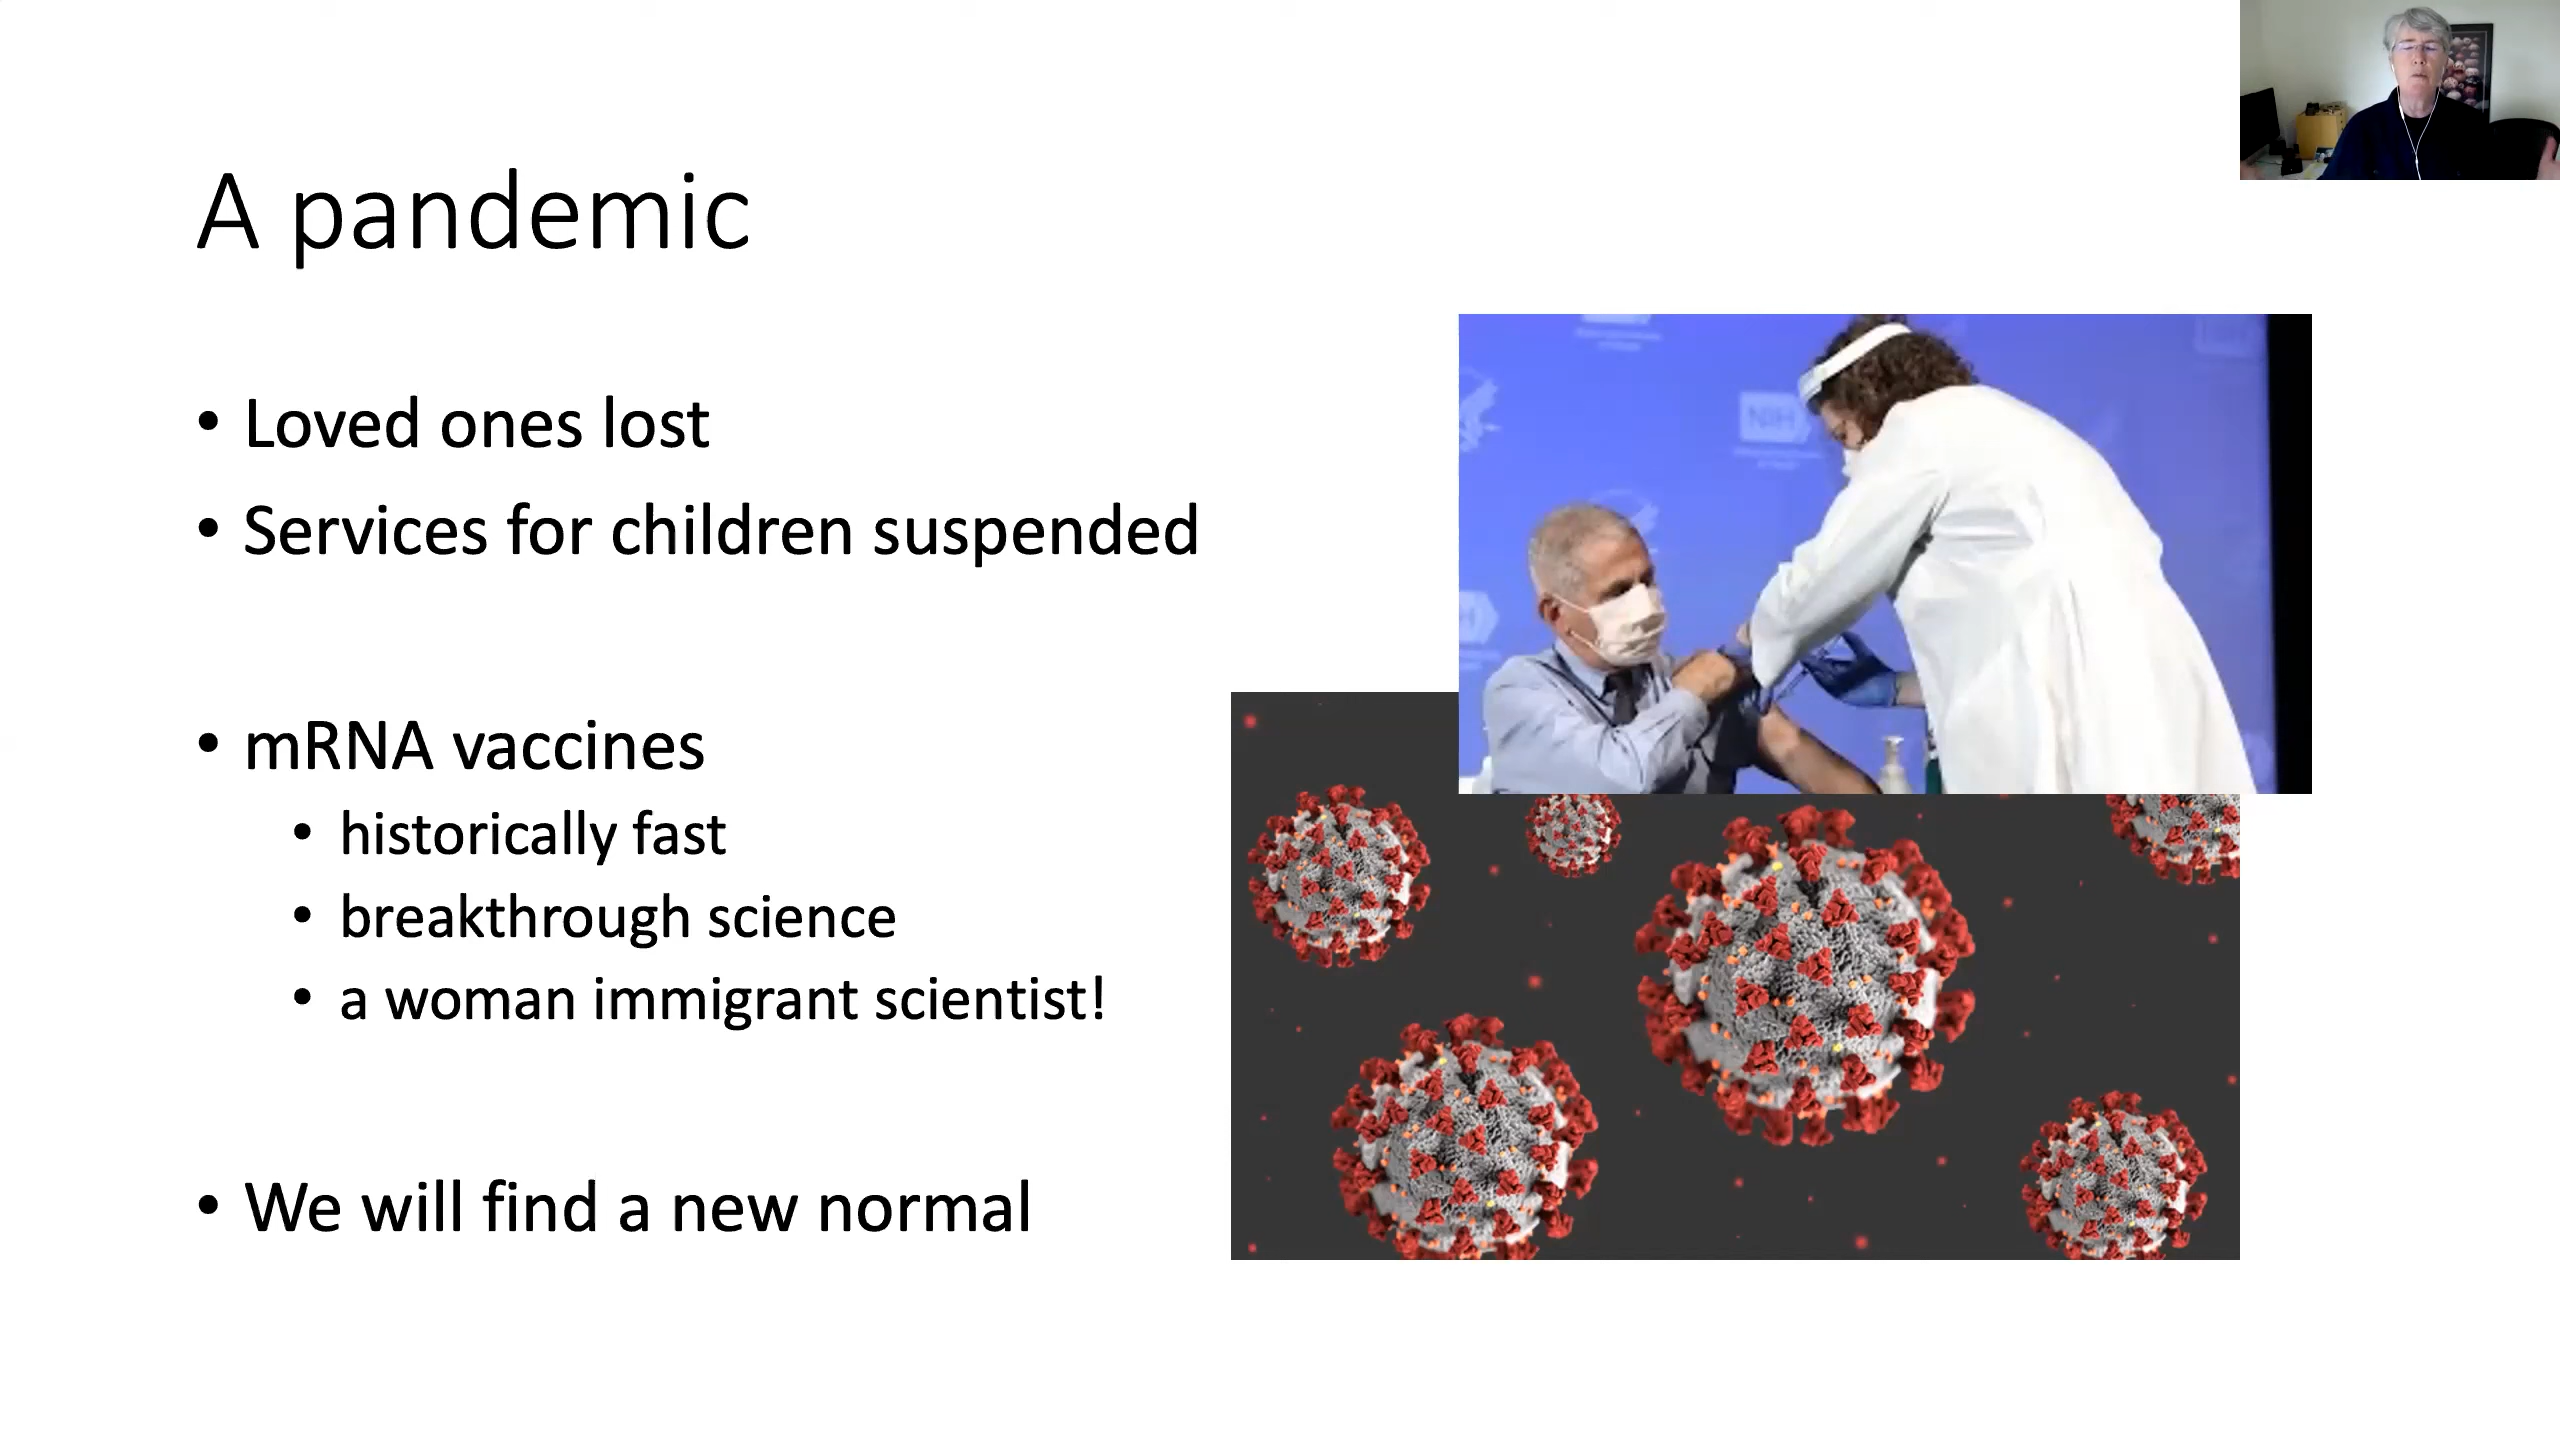 A pandemic
• Loved ones lost
• Services for children suspended
• mRNA vaccines
• historically fast
• breakthrough science
• a woman immigrant scientist!
• We will find a new normal
NIH